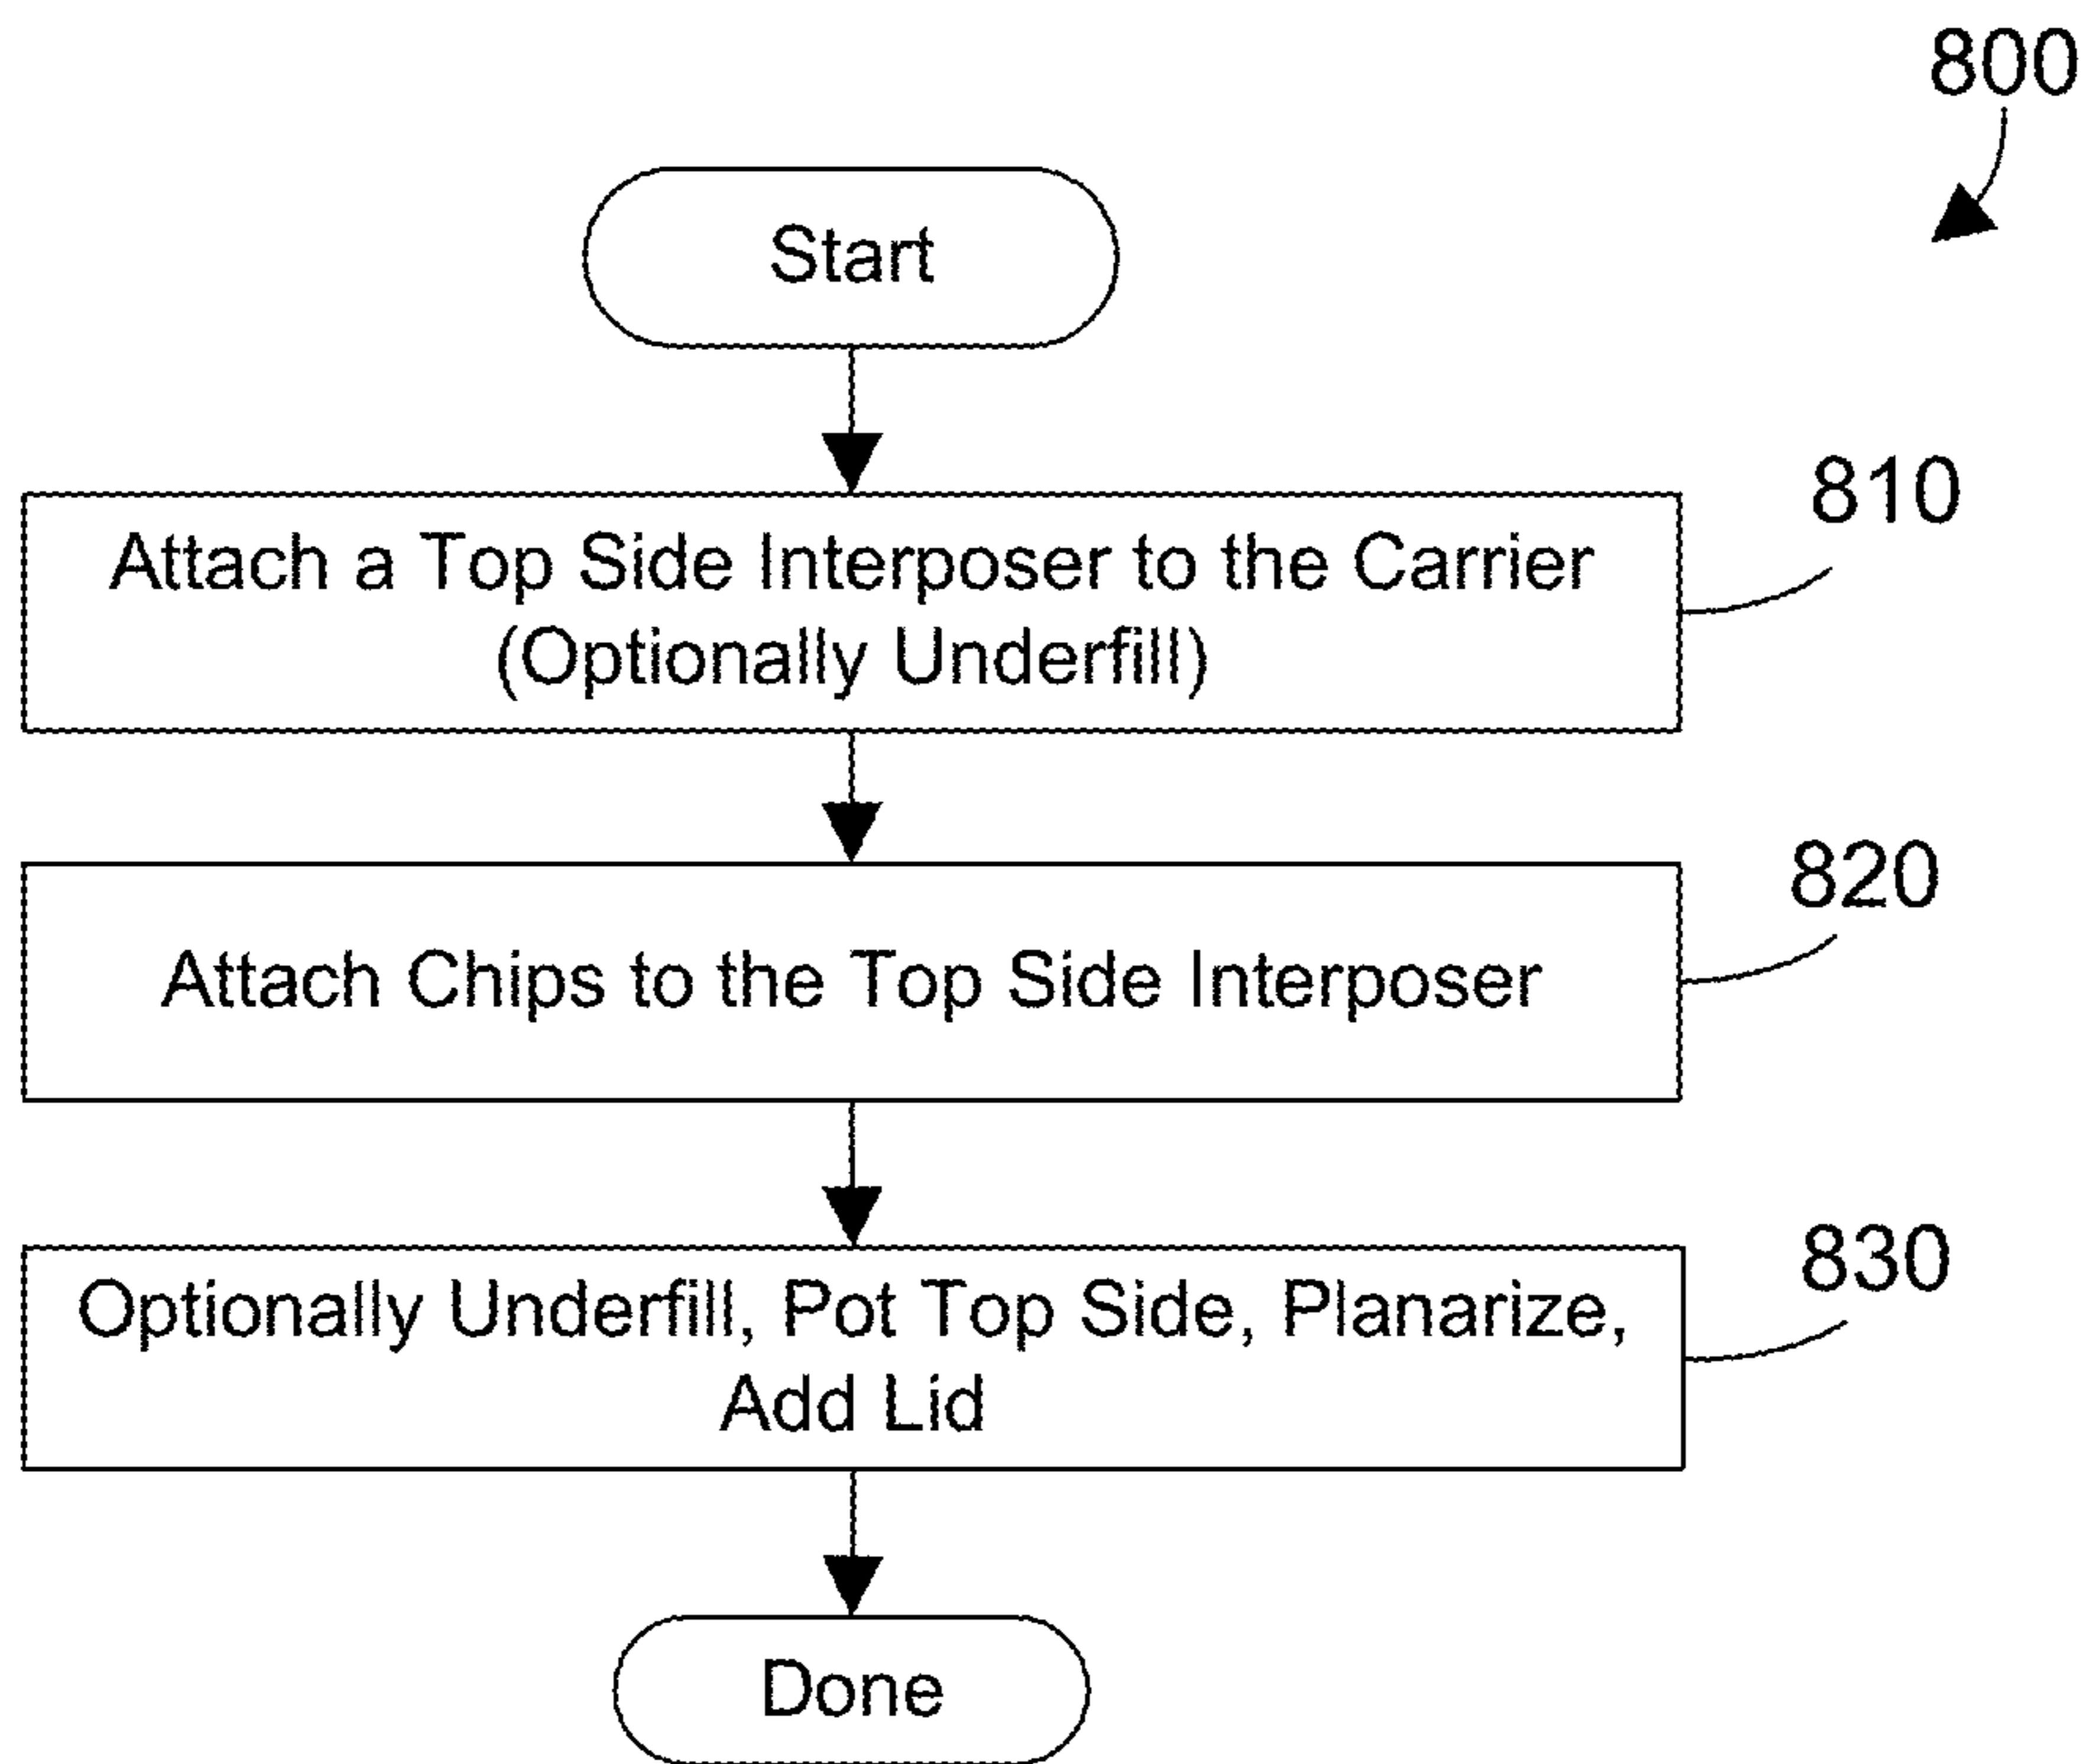 800
Start
810
Attach a Top Side Interposer to the Carrier
(Optionally Underfill)
820
Attach Chips to the Top Side Interposer
830
Optionally Underfill, Pot Top Side, Planarize,
Add Lid
Done